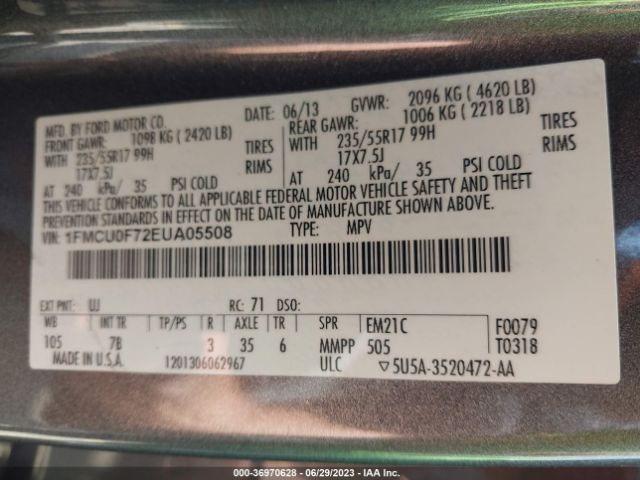 MFD. BY FORD MOTOR CO. DATE: 06/13 GVWR: 2096 KG ( 4620 LB)
FRONT GAWR: 1098 KG ( 2420 LB) REAR GAWR: 1006 KG ( 2218 LB)
WITH 235/55R17 99H TIRES WITH 235/55R17 99H TIRES
17X7.5J RIMS 17X7.5J RIMS
AT 240 kPa/ 35 PSI COLD AT 240 kPa/ 35 PSI COLD
THIS VEHICLE CONFORMS TO ALL APPLICABLE FEDERAL MOTOR VEHICLE SAFETY AND THEFT
PREVENTION STANDARDS IN EFFECT ON THE DATE OF MANUFACTURE SHOWN ABOVE.
VIN: 1FMCU0F72EUA05508 TYPE: MPV
EXT PNT: UJ RC: 71 DSO:
WB INT TR TP/PS R AXLE TR SPR EM21C F0079
105 7B 3 35 6 MMPP 505 T0318
MADE IN U.S.A. 1201306062967 ULC 5U5A-3520472-AA
000-36970628 - 06/29/2023 - IAA Inc.